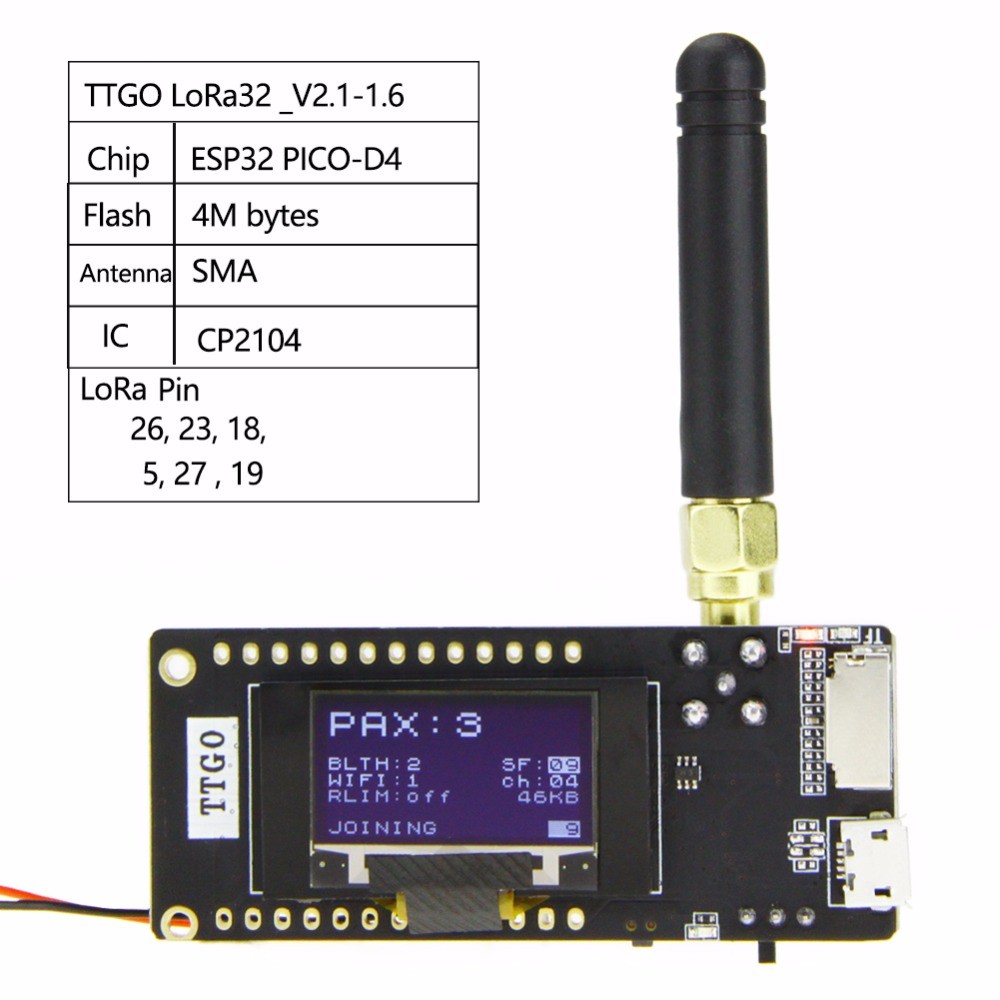 TTGO LoRa32 _V2.1-1.6
Chip ESP32 PICO-D4
Flash 4M bytes
Antenna SMA
IC CP2104
LoRa Pin
26, 23, 18,
5, 27 , 19
TF
TTGO
PAX:3
BLTH:2 SF:09
WIFI:1 ch:04
RLIM:off 46KB
JOINING 9